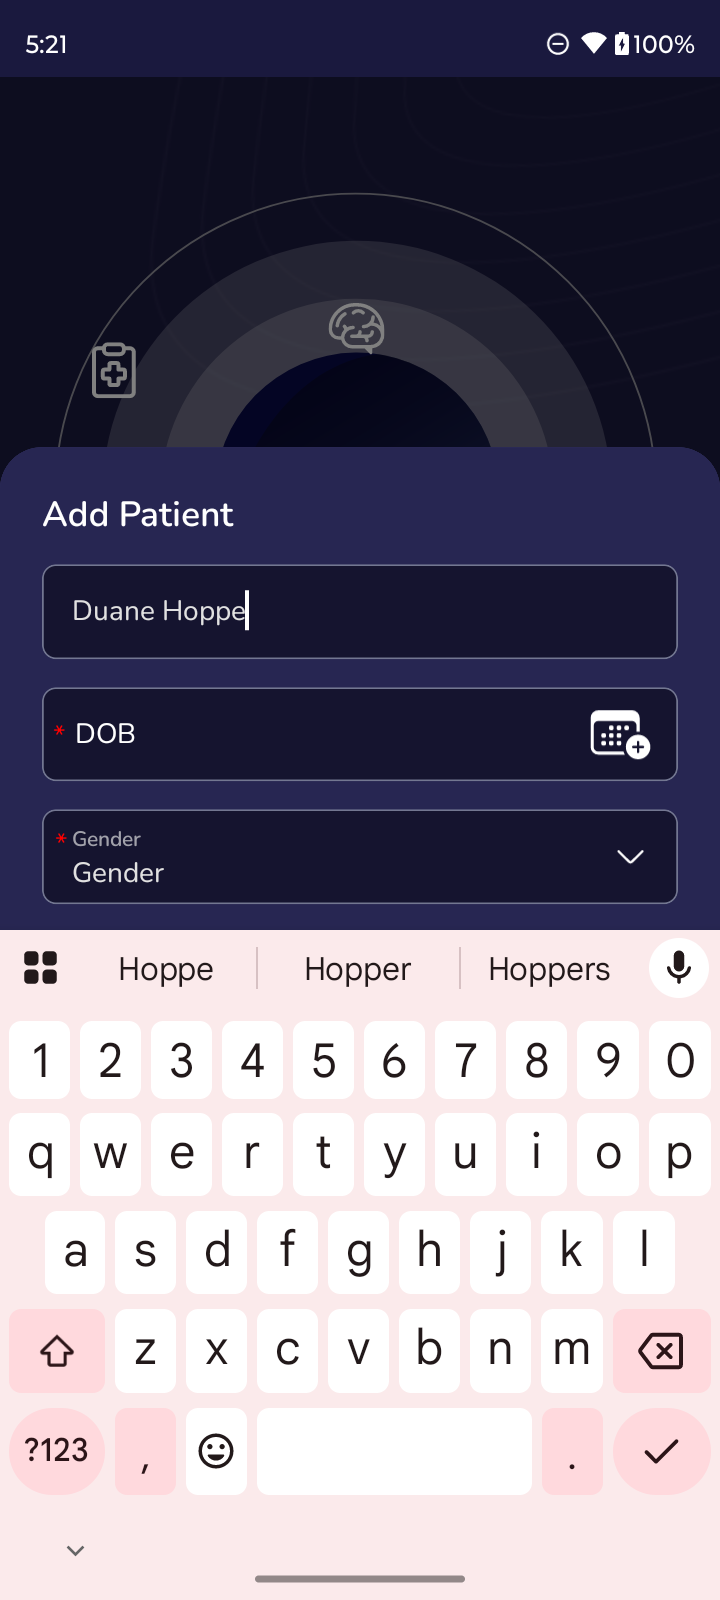 5:21
100%
Add Patient
Duane Hoppe
* DOB
* Gender
Gender
Hoppe Hopper Hoppers
1 2 3 4 5 6 7 8 9 0
q w e r t y u i o p
a s d f g h j k l
z x c v b n m
?123 , .